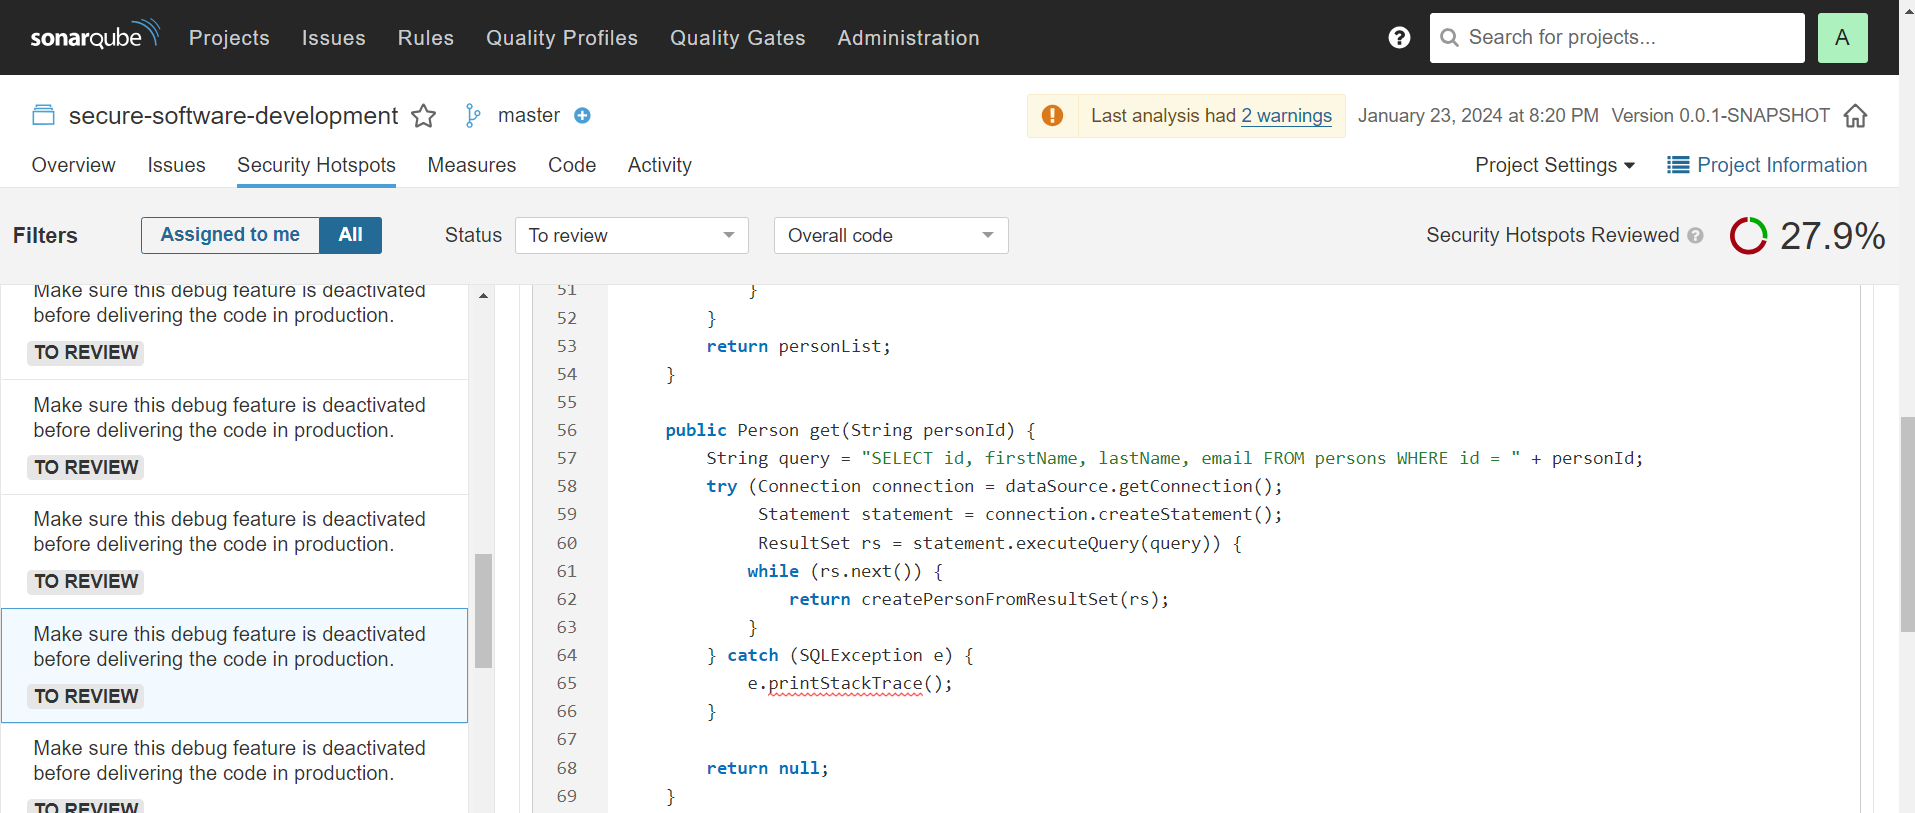 sonarqube Projects Issues Rules Quality Profiles Quality Gates Administration ? Search for projects... A
secure-software-development master Last analysis had 2 warnings January 23, 2024 at 8:20 PM Version 0.0.1-SNAPSHOT
Overview Issues Security Hotspots Measures Code Activity Project Settings Project Information
Filters Assigned to me All Status To review Overall code Security Hotspots Reviewed ? 27.9%
Make sure this debug feature is deactivated
before delivering the code in production.
TO REVIEW
Make sure this debug feature is deactivated
before delivering the code in production.
TO REVIEW
Make sure this debug feature is deactivated
before delivering the code in production.
TO REVIEW
Make sure this debug feature is deactivated
before delivering the code in production.
TO REVIEW
Make sure this debug feature is deactivated
before delivering the code in production.
TO REVIEW
51 }
52 }
53 return personList;
54 }
55
56 public Person get(String personId) {
57 String query = "SELECT id, firstName, lastName, email FROM persons WHERE id = " + personId;
58 try (Connection connection = dataSource.getConnection();
59 Statement statement = connection.createStatement();
60 ResultSet rs = statement.executeQuery(query)) {
61 while (rs.next()) {
62 return createPersonFromResultSet(rs);
63 }
64 } catch (SQLException e) {
65 e.printStackTrace();
66 }
67
68 return null;
69 }